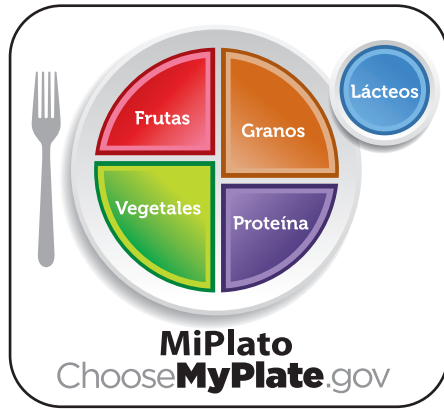 Frutas
Granos
Lácteos
Vegetales
Proteína
MiPlato
ChooseMyPlate.gov